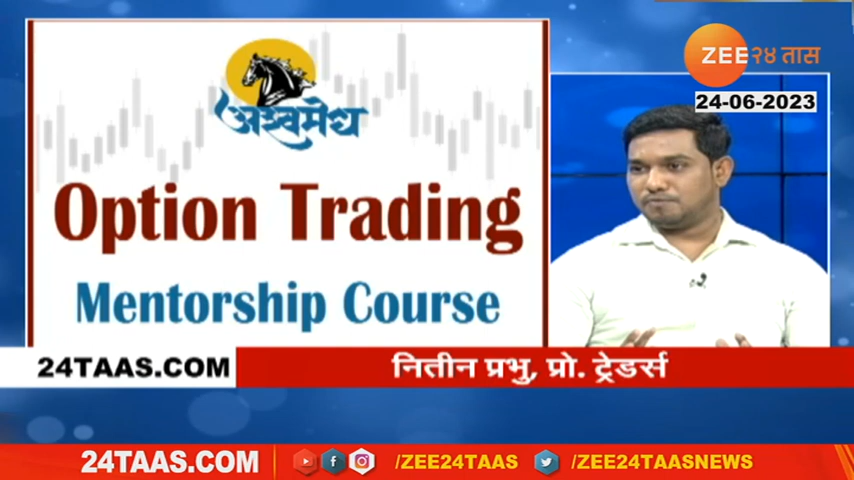 ZEE २४ तास
24-06-2023
अश्वमेध
Option Trading
Mentorship Course
24TAAS.COM
नितीन प्रभु, प्रो. ट्रेडर्स
24TAAS.COM
/ZEE24TAAS
/ZEE24TAASNEWS